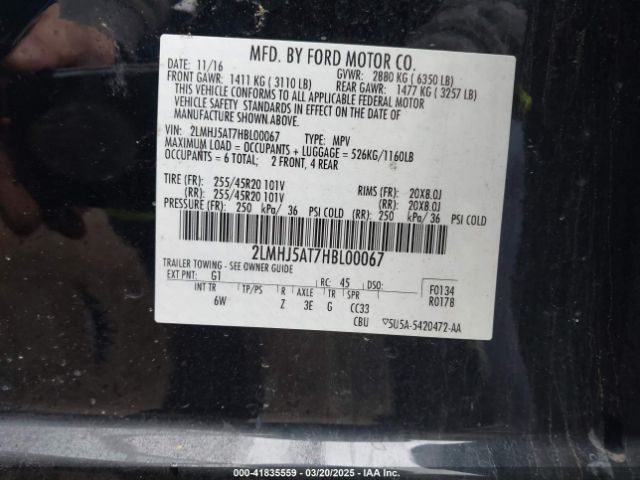 MFD. BY FORD MOTOR CO.
DATE: 11/16 GVWR: 2880 KG ( 6350 LB)
FRONT GAWR: 1411 KG ( 3110 LB) REAR GAWR: 1477 KG ( 3257 LB)
THIS VEHICLE CONFORMS TO ALL APPLICABLE FEDERAL MOTOR
VEHICLE SAFETY STANDARDS IN EFFECT ON THE DATE OF
MANUFACTURE SHOWN ABOVE.
VIN: 2LMHJ5AT7HBL00067 TYPE: MPV
MAXIMUM LOAD = OCCUPANTS + LUGGAGE = 526KG/1160LB
OCCUPANTS = 6 TOTAL; 2 FRONT, 4 REAR
TIRE (FR): 255/45R20 101V RIMS (FR): 20X8.0J
(RR): 255/45R20 101V (RR): 20X8.0J
PRESSURE (FR): 250 kPa/ 36 PSI COLD (RR) 250 kPa/ 36 PSI COLD
2LMHJ5AT7HBL00067
TRAILER TOWING - SEE OWNER GUIDE
EXT PNT: G1 RC: 45 DSO: F0134
R0178
INT TR TP/PS R AXLE TR SPR
6W Z 3E G CC33
CBU ▽5U5A-5420472-AA
000-41835559 — 03/20/2025 — IAA Inc.